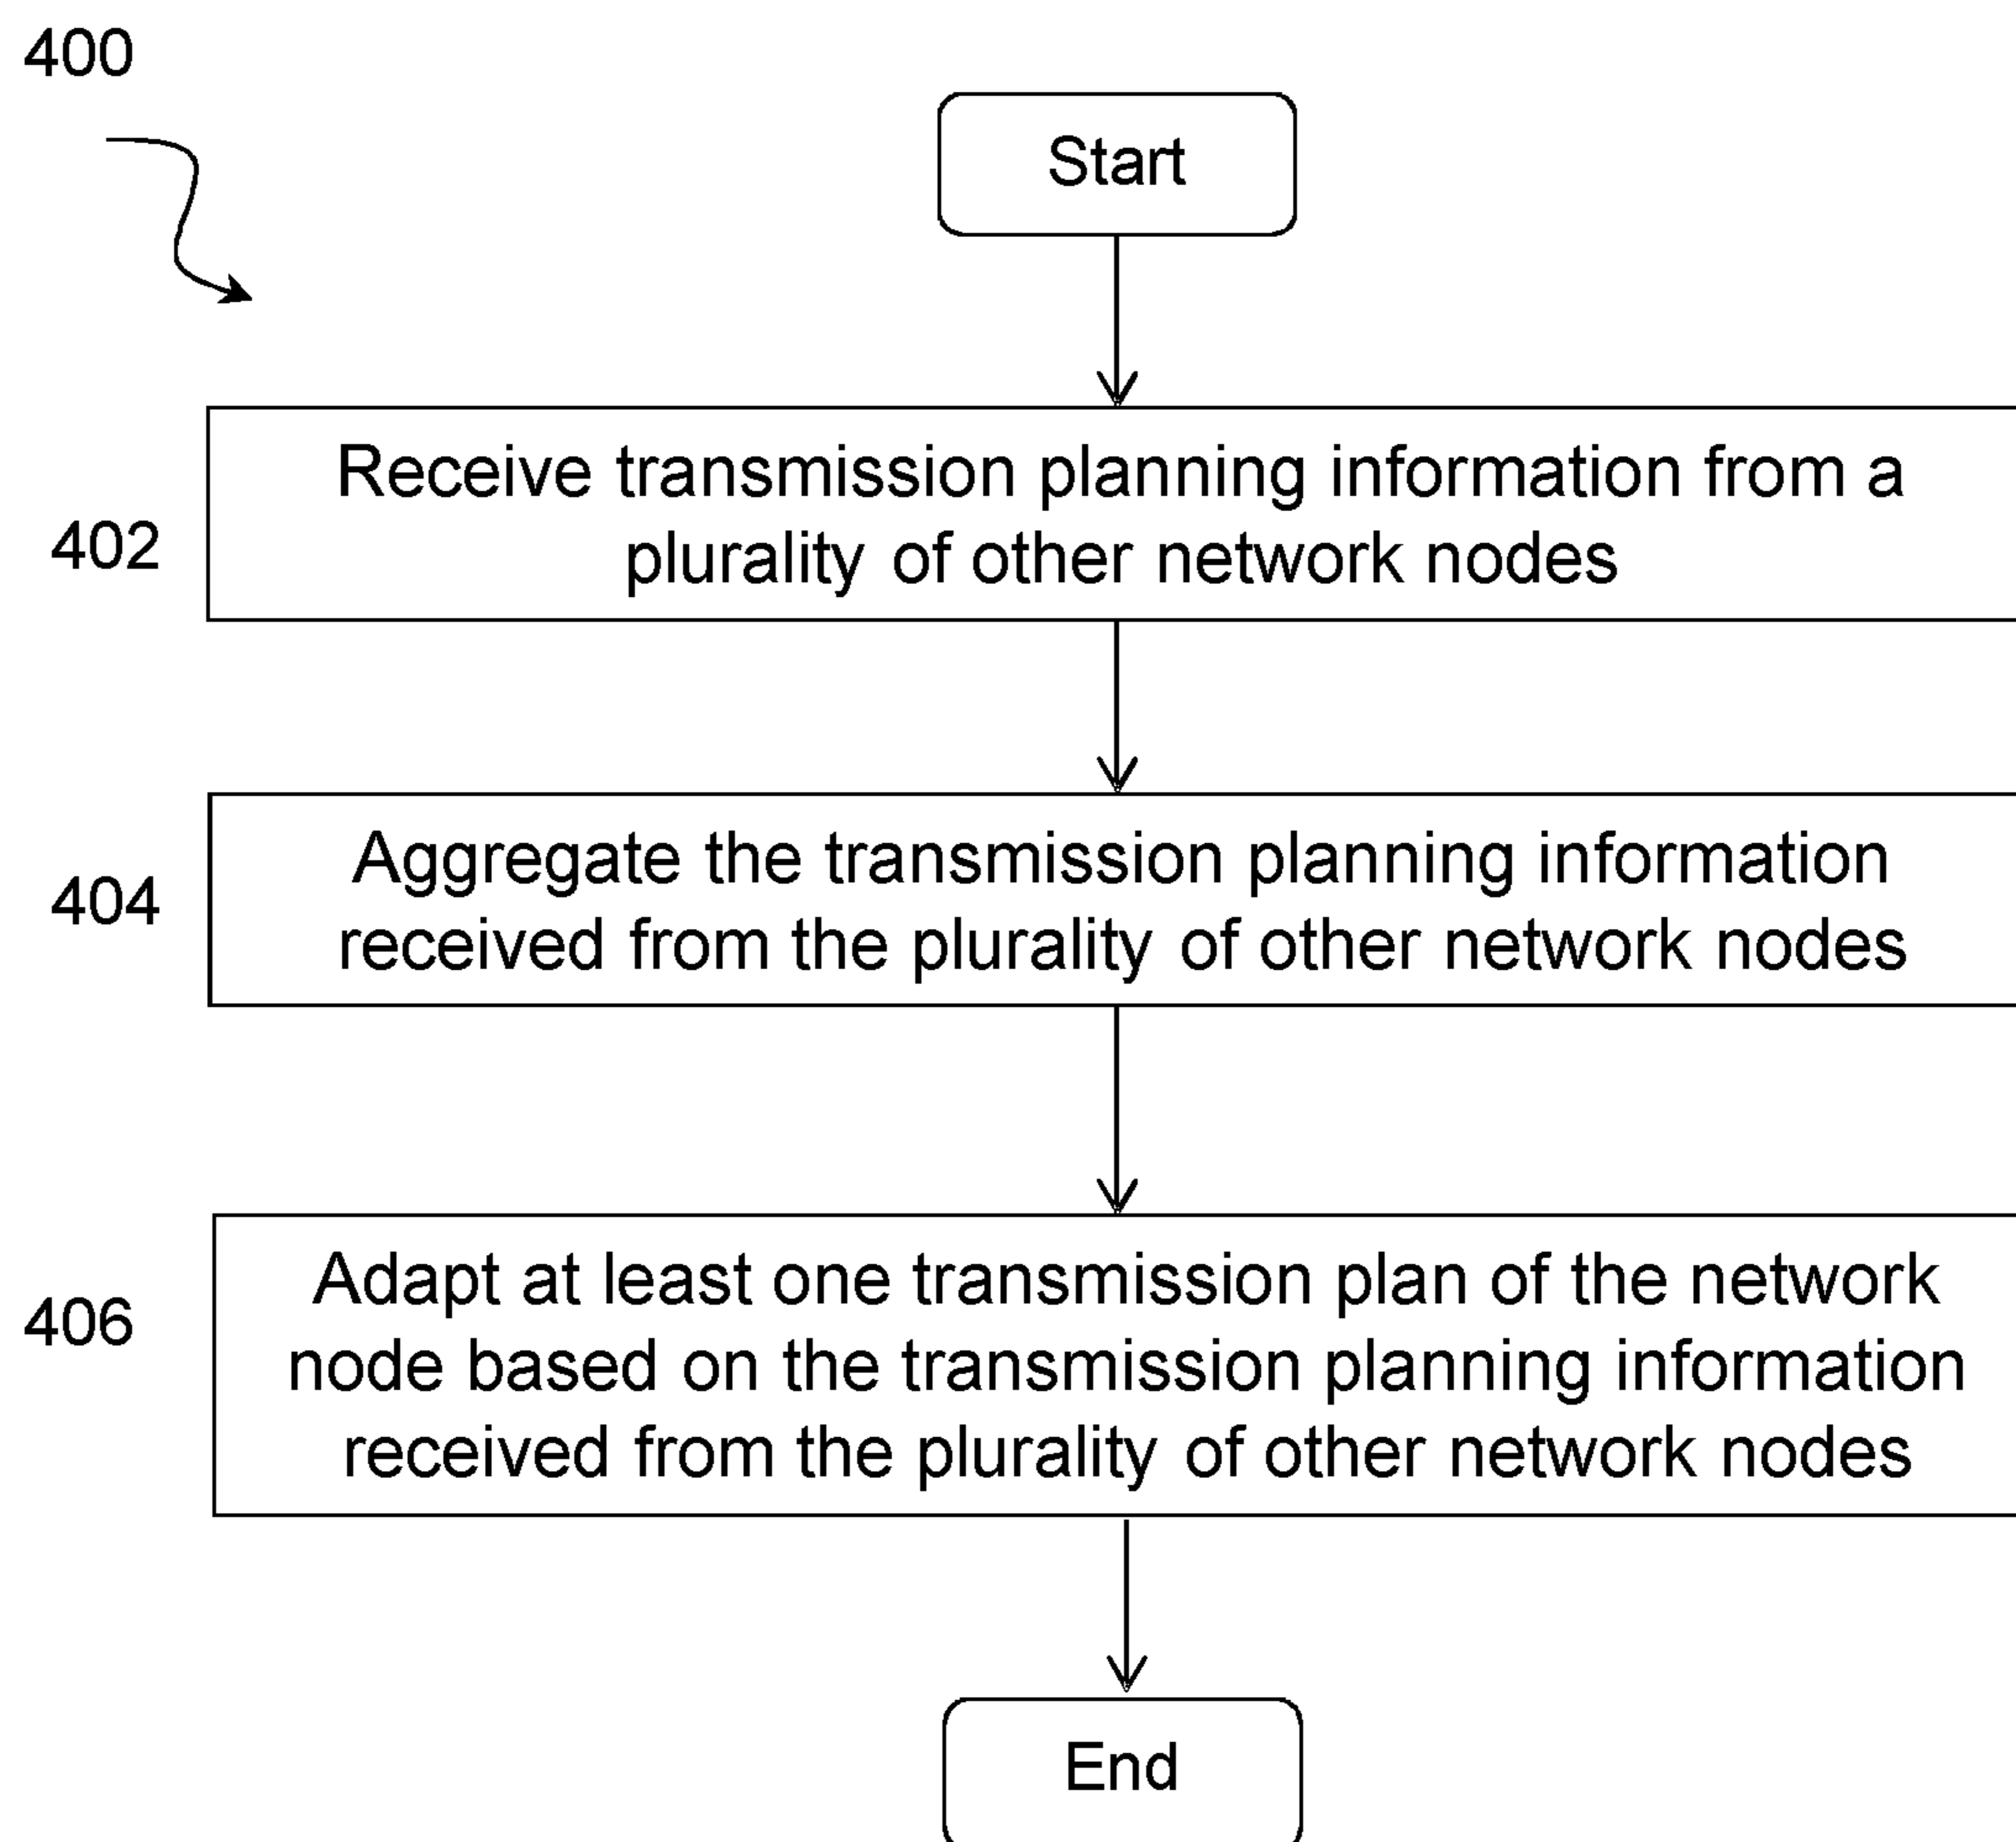 400
Start
Receive transmission planning information from a
plurality of other network nodes
402
Aggregate the transmission planning information
received from the plurality of other network nodes
404
Adapt at least one transmission plan of the network
node based on the transmission planning information
received from the plurality of other network nodes
406
End